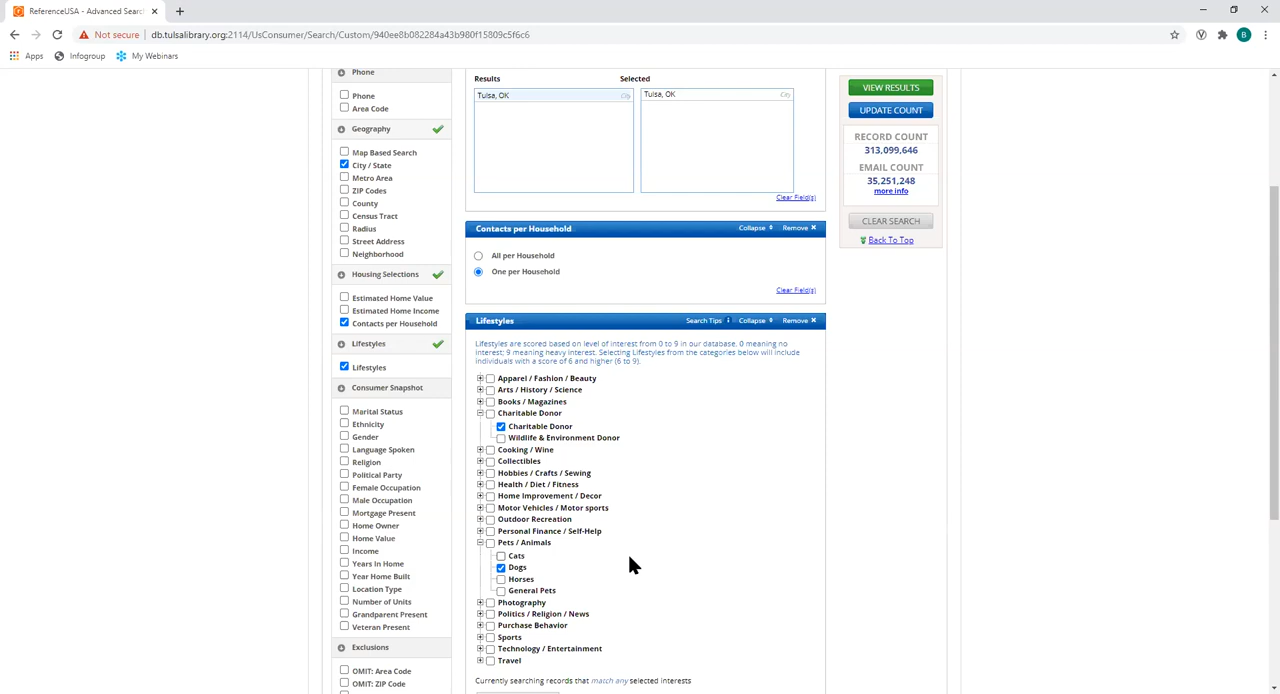 ReferenceUSA - Advanced Searc
Not secure
db.tulsalibrary.org:2114/UsConsumer/Search/Custom/940ee8b082284a43b980f15809c5f6c6
B
Apps
Infogroup
My Webinars
Phone
Phone
Area Code
Geography
Map Based Search
City / State
Metro Area
ZIP Codes
County
Census Tract
Radius
Street Address
Neighborhood
Housing Selections
Estimated Home Value
Estimated Home Income
Contacts per Household
Lifestyles
Lifestyles
Consumer Snapshot
Marital Status
Ethnicity
Gender
Language Spoken
Religion
Political Party
Female Occupation
Male Occupation
Mortgage Present
Home Owner
Home Value
Income
Years In Home
Year Home Built
Location Type
Number of Units
Grandparent Present
Veteran Present
Exclusions
OMIT: Area Code
OMIT: ZIP Code
Results
Selected
Tulsa, OK
City
Tulsa, OK
City
Clear Field(s)
Contacts per Household
Collapse
Remove
All per Household
One per Household
Clear Field(s)
Lifestyles
Search Tips
Collapse
Remove
Lifestyles are scored based on level of interest from 0 to 9 in our database. 0 meaning no
interest; 9 meaning heavy interest. Selecting Lifestyles from the categories below will include
individuals with a score of 6 and higher (6 to 9).
Apparel / Fashion / Beauty
Arts / History / Science
Books / Magazines
Charitable Donor
Charitable Donor
Wildlife & Environment Donor
Cooking / Wine
Collectibles
Hobbies / Crafts / Sewing
Health / Diet / Fitness
Home Improvement / Decor
Motor Vehicles / Motor sports
Outdoor Recreation
Personal Finance / Self-Help
Pets / Animals
Cats
Dogs
Horses
General Pets
Photography
Politics / Religion / News
Purchase Behavior
Sports
Technology / Entertainment
Travel
Currently searching records that match any selected interests
VIEW RESULTS
UPDATE COUNT
RECORD COUNT
313,099,646
EMAIL COUNT
35,251,248
more info
CLEAR SEARCH
Back To Top